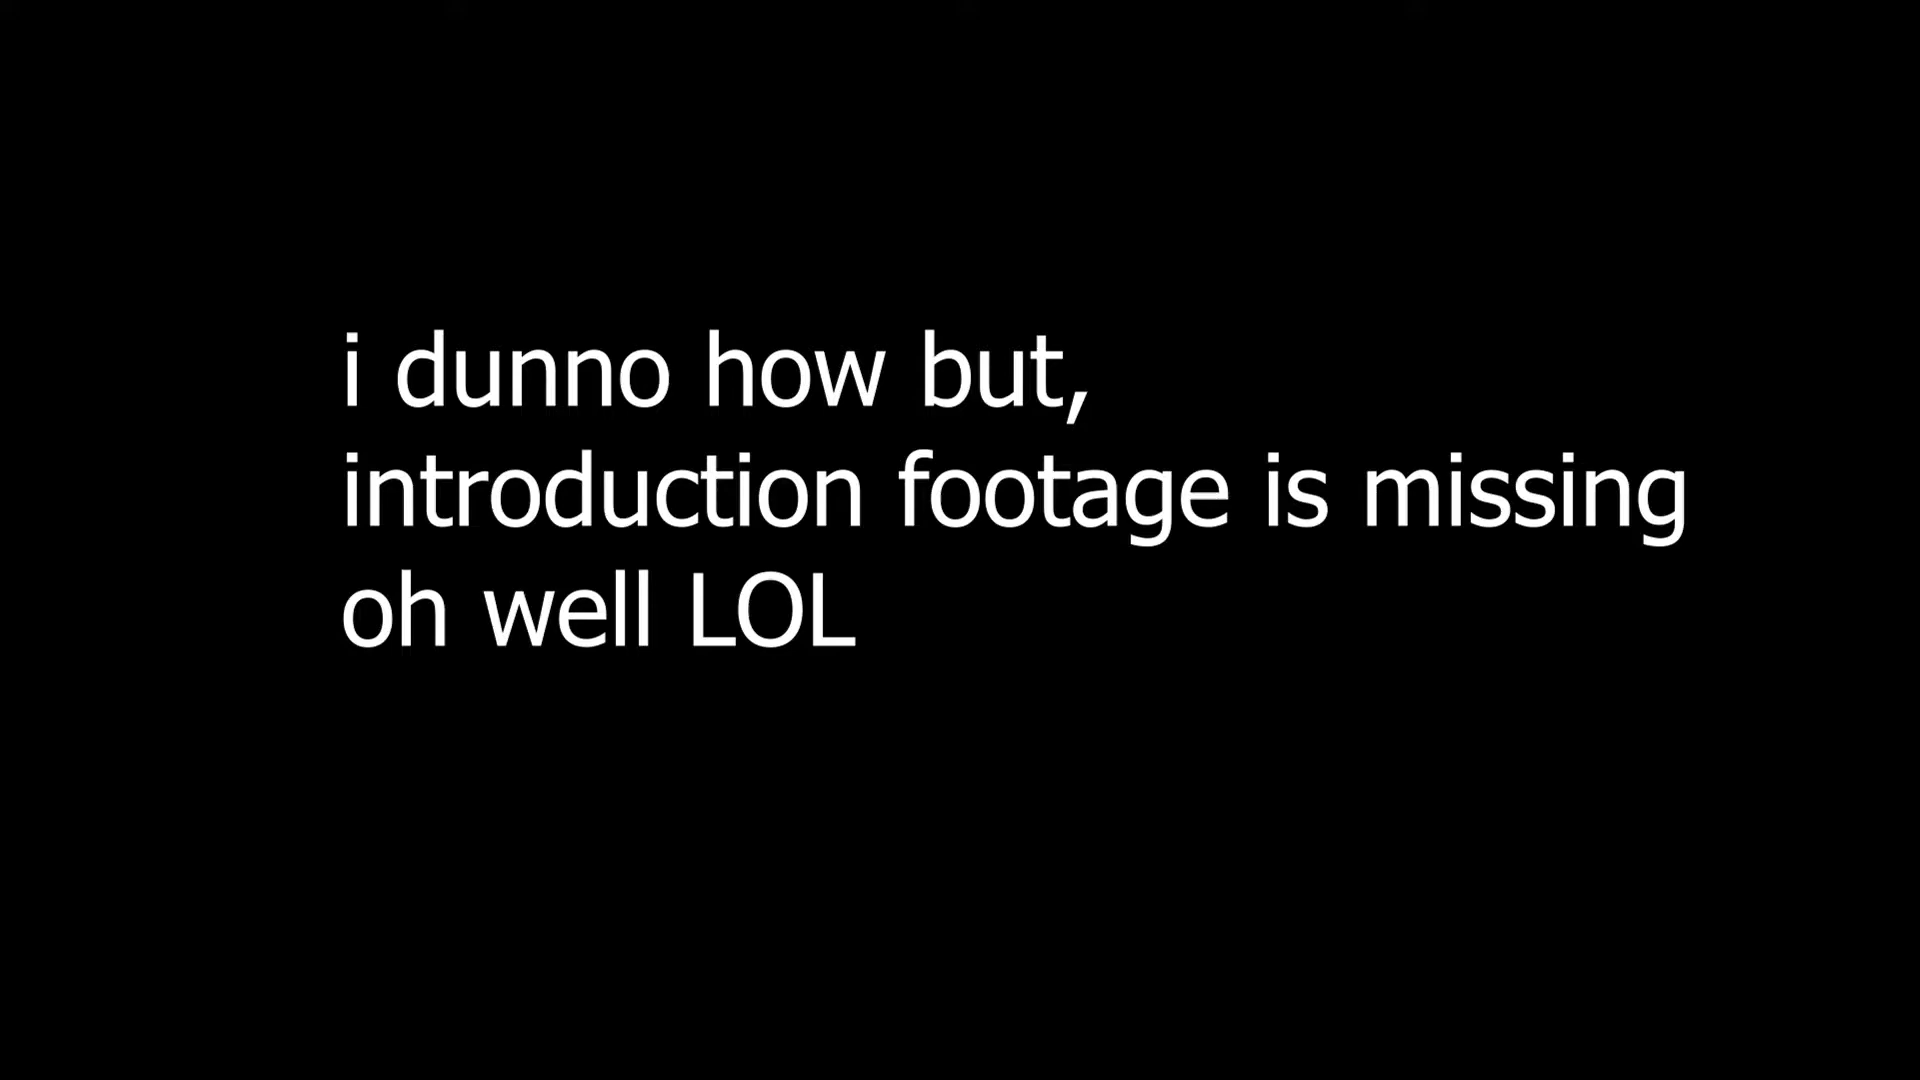 i dunno how but,
introduction footage is missing
oh well LOL